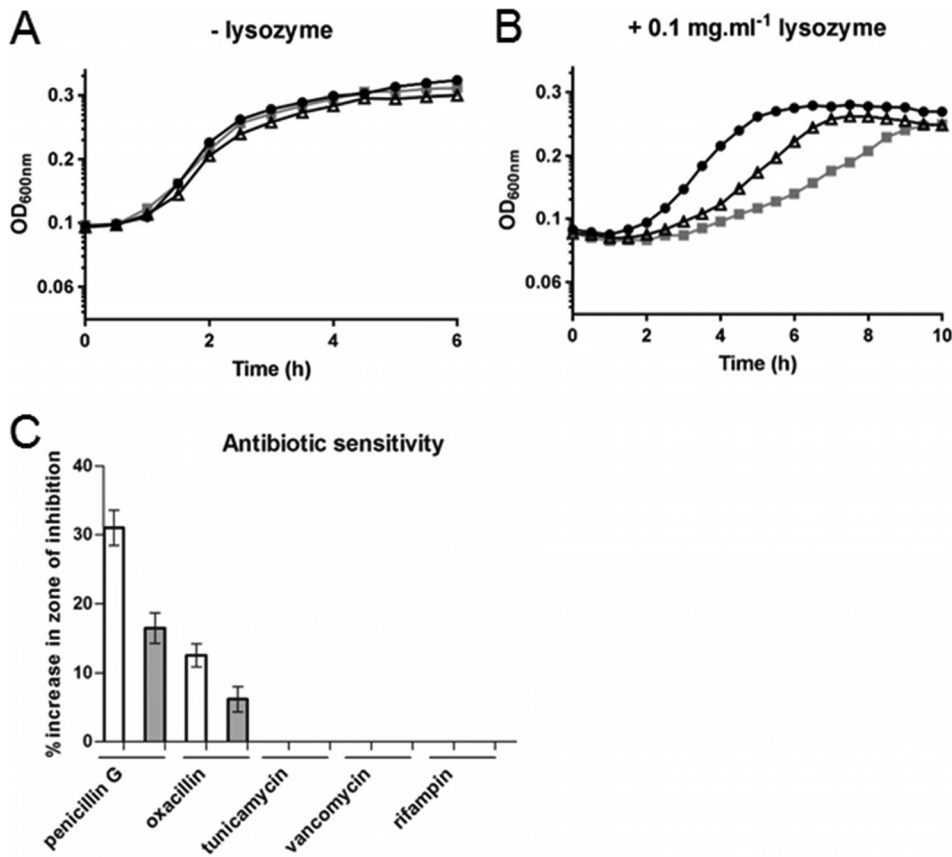 A
- lysozyme
0.3
0.2
0.1
0.06
OD600nm
0
2
4
6
Time (h)
B
+ 0.1 mg.ml⁻¹ lysozyme
0.3
0.2
0.1
0.06
OD600nm
0
2
4
6
8
10
Time (h)
C
Antibiotic sensitivity
40
30
20
10
0
% increase in zone of inhibition
penicillin G
oxacillin
tunicamycin
vancomycin
rifampin